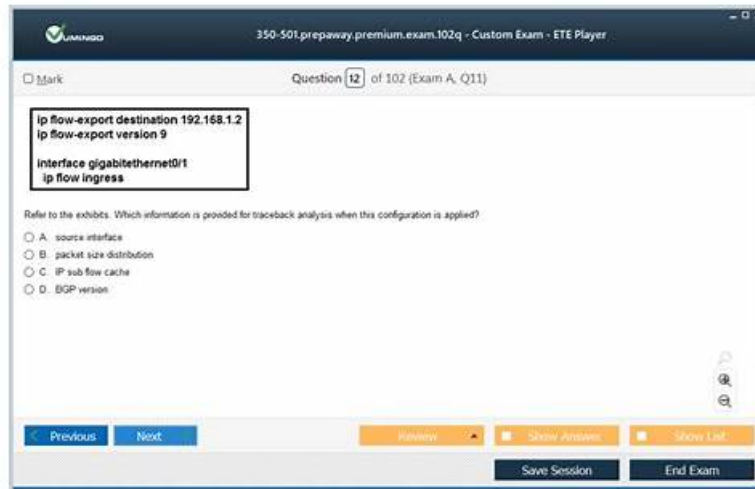 VUMINGO
350-501.prepaway.premium.exam.102q - Custom Exam - ETE Player
Mark
Question 12 of 102 (Exam A, Q11)
ip flow-export destination 192.168.1.2
ip flow-export version 9
interface gigabitethernet0/1
ip flow ingress
Refer to the exhibits. Which information is provided for traceback analysis when this configuration is applied?
A. source interface
B. packet size distribution
C. IP sub flow cache
D. BGP version
Previous
Next
Review
Show Answer
Show List
Save Session
End Exam